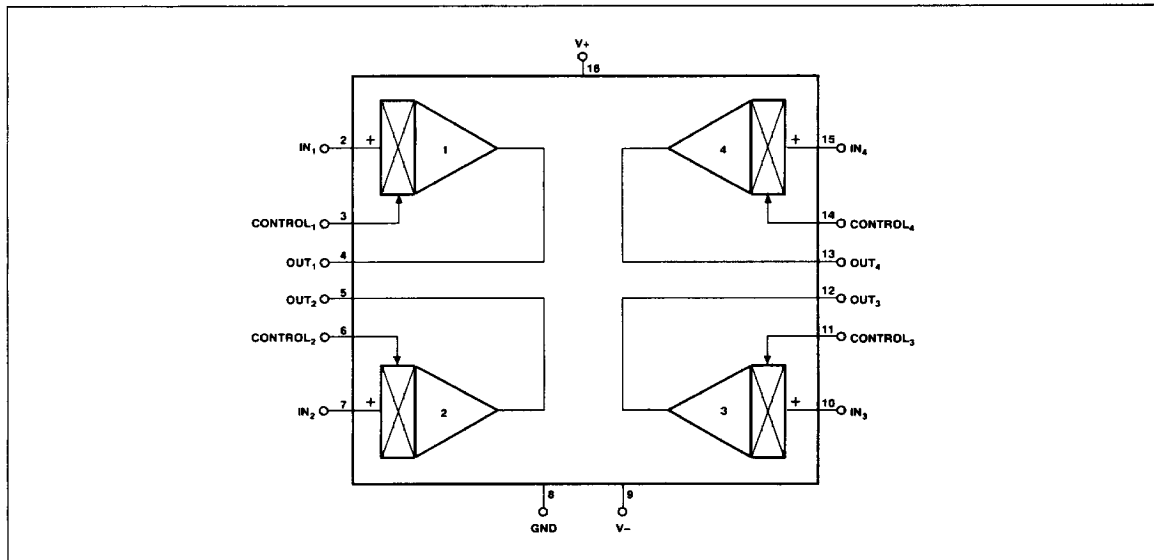 V+
16
IN₁ 2 + 1 4 + 15 IN₄
CONTROL₁ 3 14 CONTROL₄
OUT₁ 4 13 OUT₄
OUT₂ 5 12 OUT₃
CONTROL₂ 6 11 CONTROL₃
IN₂ 7 + 2 3 + 10 IN₃
8 9
GND V−